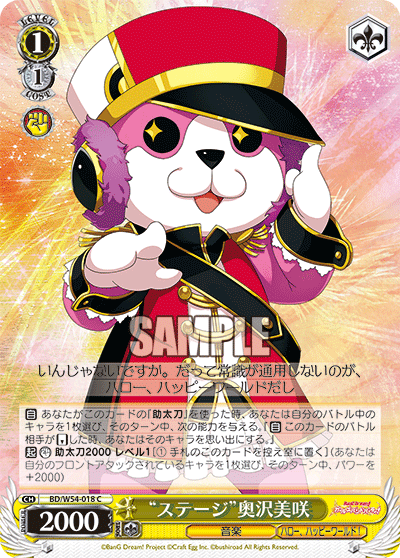 LEVEL
1
1
COST
SAMPLE
いんじゃないですか。だって常識が通用しないのが、
ハロー、ハッピーワールドだし
【自】 あなたがこのカードの「助太刀」を使った時、あなたは自分のバトル中の
キャラを1枚選び、そのターン中、次の能力を与える。『【自】 このカードのバトル
相手が【リバース】した時、あなたはそのキャラを思い出にする。』
【起】 助太刀2000 レベル1 [① 手札のこのカードを控え室に置く] (あなたは自
分のフロントアタックされているキャラを1枚選び、そのターン中、パワーを
+2000)
CH
BD/W54-018 C
“ステージ”奥沢美咲
2000
POWER
音楽
ハロー、ハッピーワールド！
©BanG Dream! Project ©Craft Egg Inc. ©bushiroad All Rights Reserved.